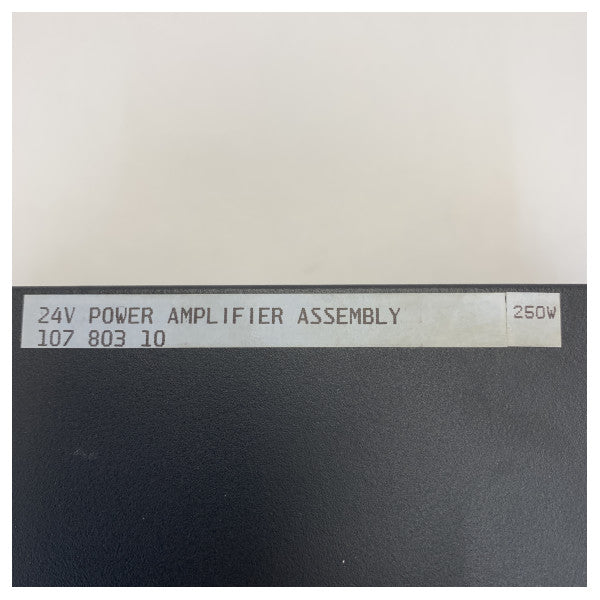 24V POWER AMPLIFIER ASSEMBLY
107 803 10
250W